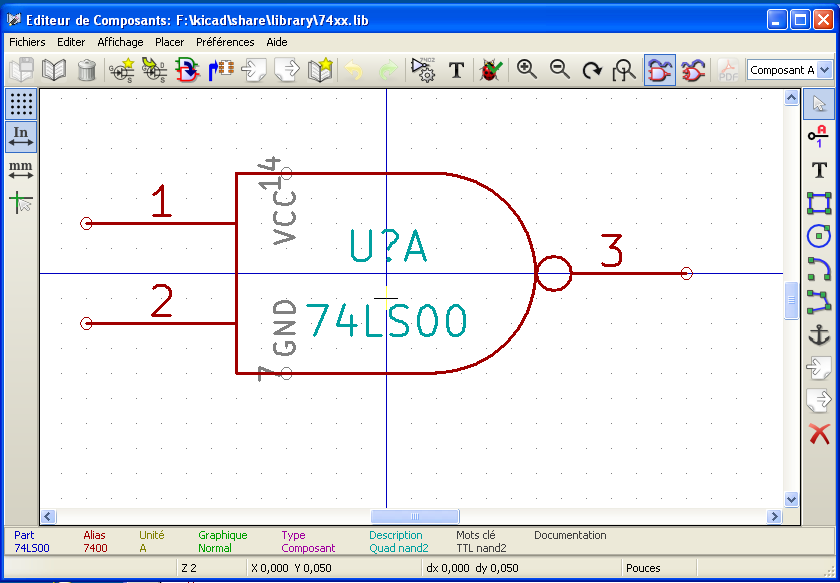 Editeur de Composants: F:\kicad\share\library\74xx.lib
Fichiers Editer Affichage Placer Préférences Aide
T PDF Composant A
In
mm
A
1
T
14
VCC
1
U?A
3
2
GND
74LS00
7
Part Alias Unité Graphique Type Description Mots clé Documentation
74LS00 7400 A Normal Composant Quad nand2 TTL nand2
Z 2 X 0,000 Y 0,050 dx 0,000 dy 0,050 Pouces